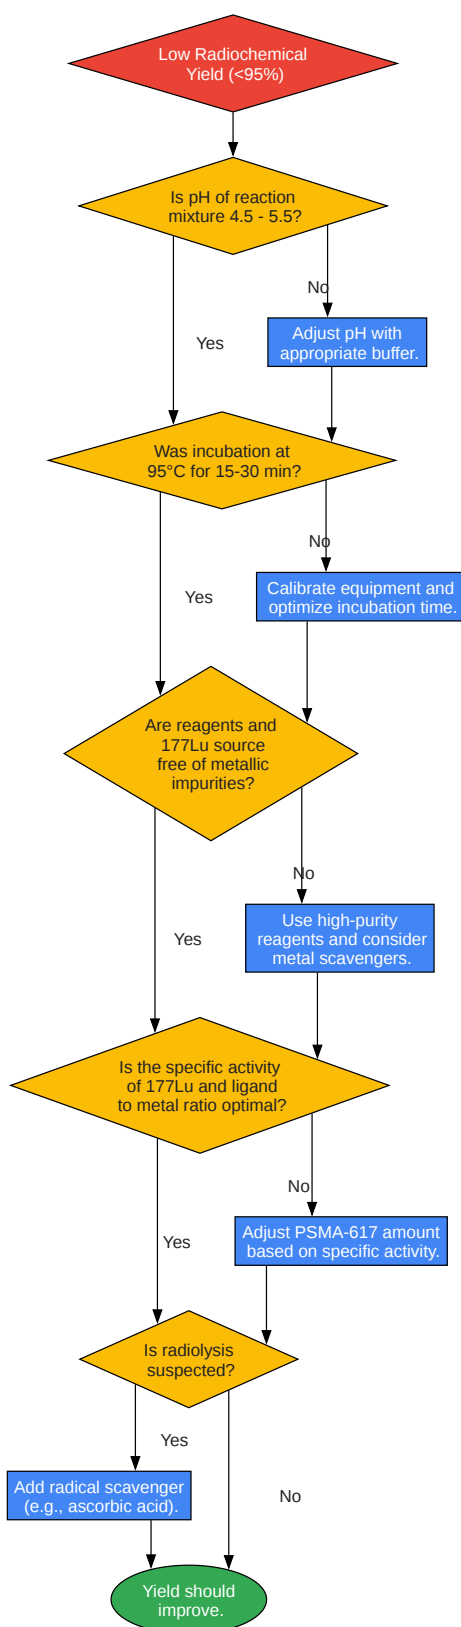 Low Radiochemical
Yield (<95%)
Is pH of reaction
mixture 4.5 - 5.5?
No
Yes
Adjust pH with
appropriate buffer.
Was incubation at
95°C for 15-30 min?
No
Yes
Calibrate equipment and
optimize incubation time.
Are reagents and
177Lu source
free of metallic
impurities?
No
Yes
Use high-purity
reagents and consider
metal scavengers.
Is the specific activity
of 177Lu and ligand
to metal ratio optimal?
No
Yes
Adjust PSMA-617 amount
based on specific activity.
Is radiolysis
suspected?
Yes
No
Add radical scavenger
(e.g., ascorbic acid).
Yield should
improve.